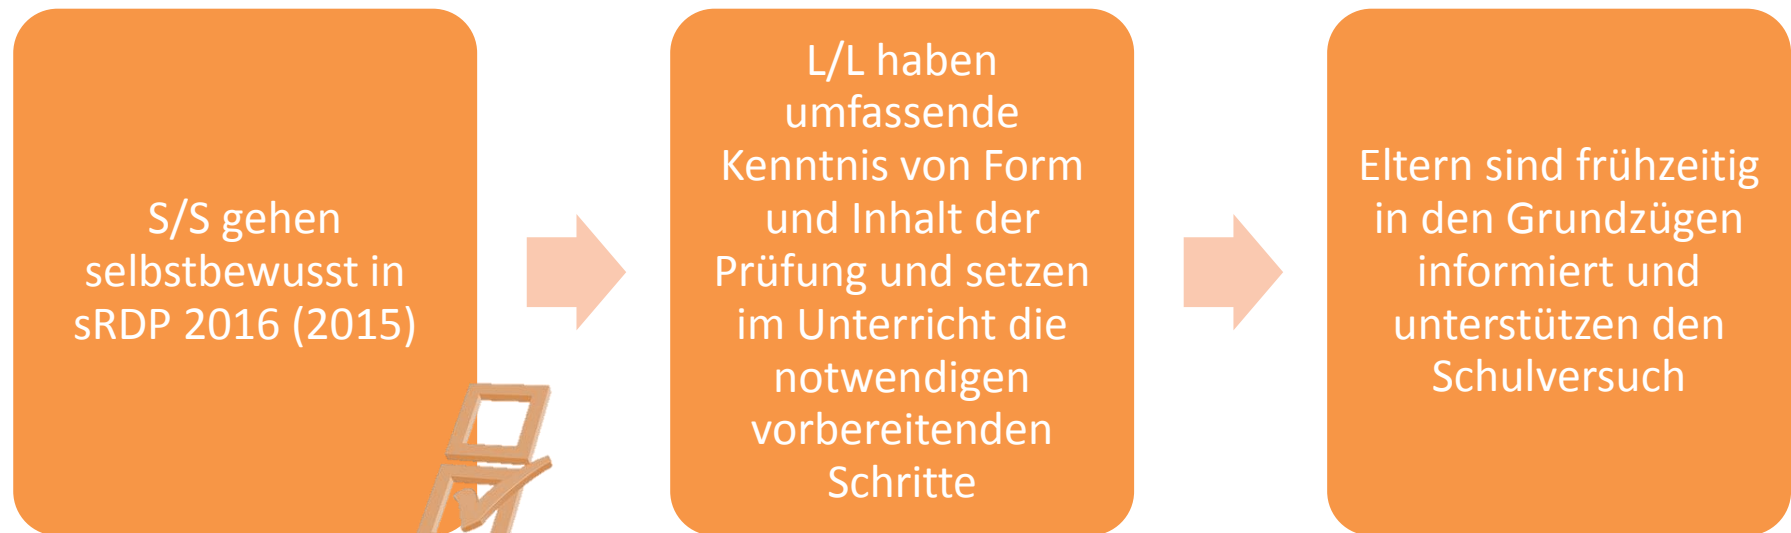 S/S gehen
selbstbewusst in
sRDP 2016 (2015)
L/L haben
umfassende
Kenntnis von Form
und Inhalt der
Prüfung und setzen
im Unterricht die
notwendigen
vorbereitenden
Schritte
Eltern sind frühzeitig
in den Grundzügen
informiert und
unterstützen den
Schulversuch